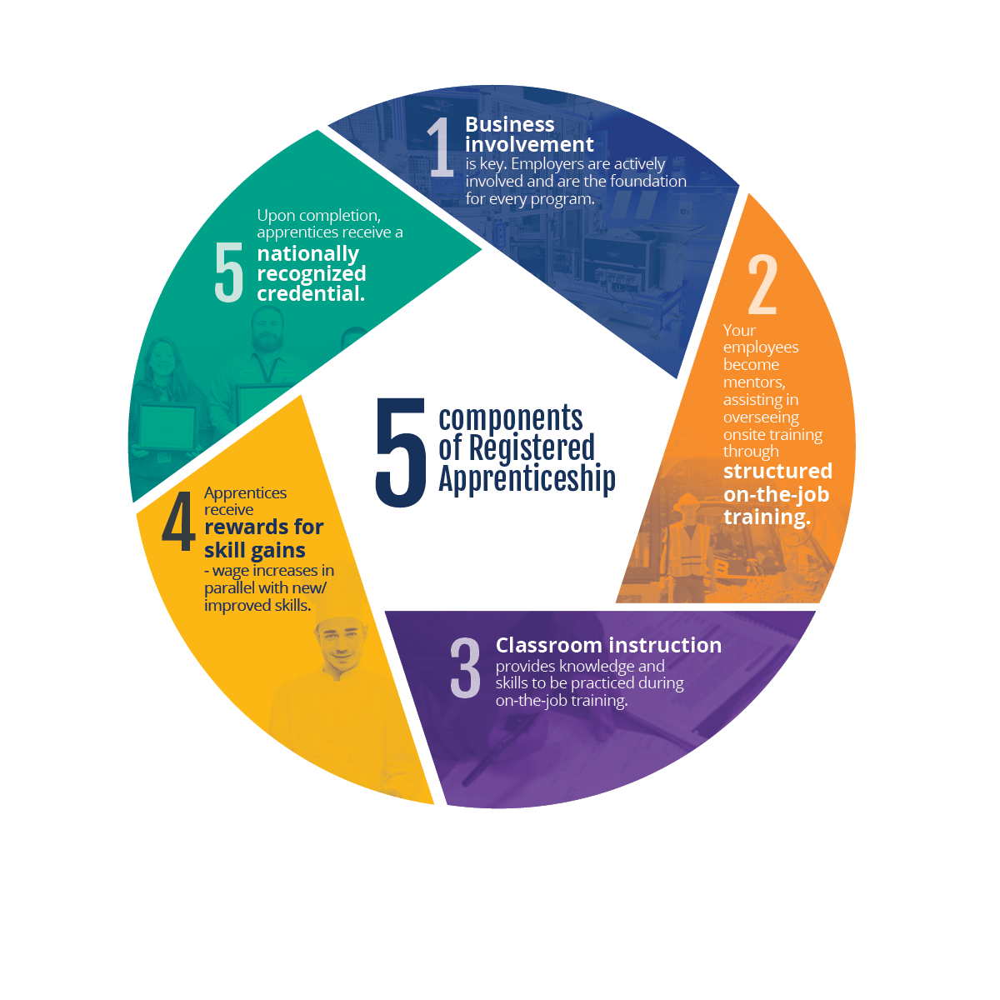 1
Business
involvement
is key. Employers are actively
involved and are the foundation
for every program.
2
Your
employees
become
mentors,
assisting in
overseeing
onsite training
through
structured
on-the-job
training.
3
Classroom instruction
provides knowledge and
skills to be practiced during
on-the-job training.
4
Apprentices
receive
rewards for
skill gains
- wage increases in
parallel with new/
improved skills.
5
Upon completion,
apprentices receive a
nationally
recognized
credential.
5 components
of Registered
Apprenticeship